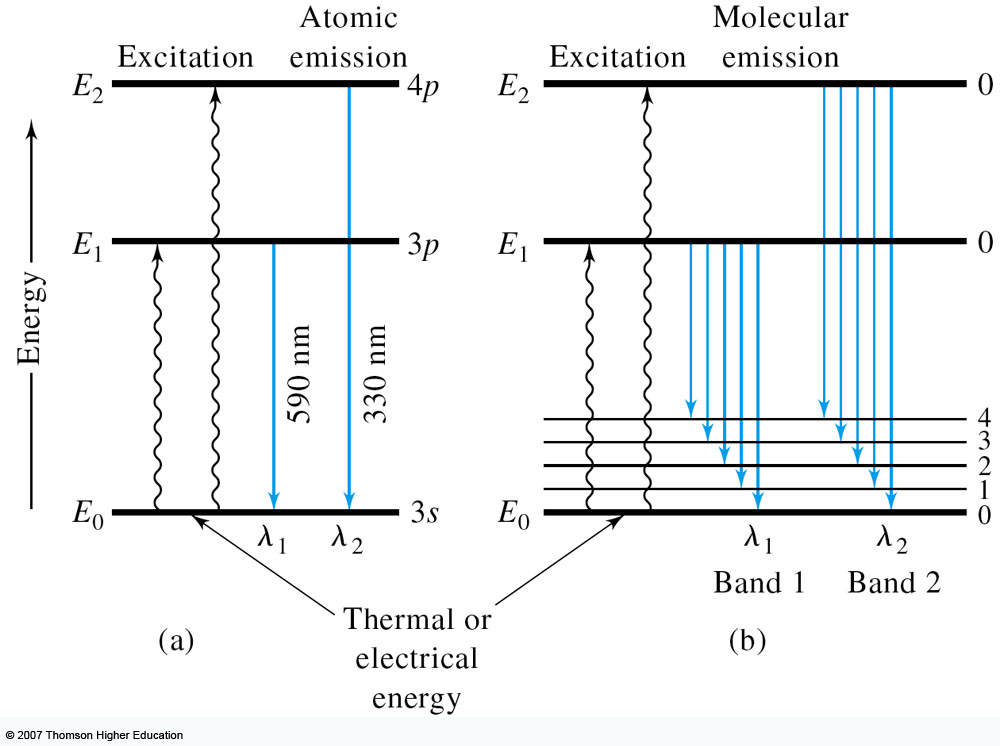 Atomic
Excitation emission
E2 4p
E1 3p
Energy
590 nm
330 nm
E0 3s
λ1 λ2
(a)
Molecular
Excitation emission
E2 0
E1 0
4
3
2
1
E0 0
λ1 λ2
Band 1 Band 2
(b)
Thermal or
electrical
energy
© 2007 Thomson Higher Education